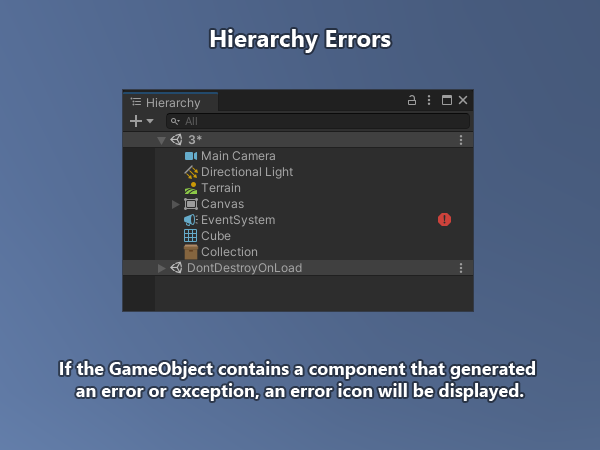 Hierarchy Errors
Hierarchy
All
3*
Main Camera
Directional Light
Terrain
Canvas
EventSystem
Cube
Collection
DontDestroyOnLoad
If the GameObject contains a component that generated
an error or exception, an error icon will be displayed.